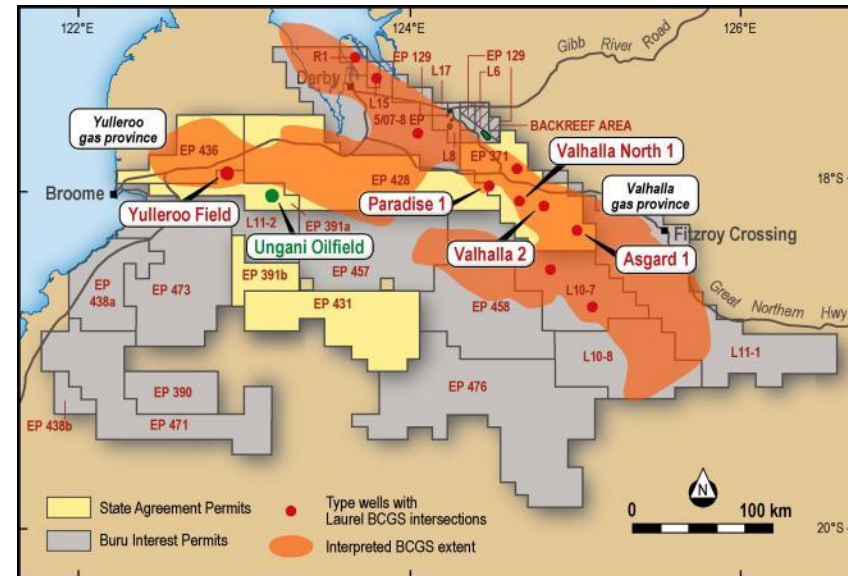 122°E
124°E
126°E
Gibb River Road
R1
EP 129
L17
EP 129
L6
Derby
L15
5/07-8 EP
BACKREEF AREA
L8
EP 371
Yulleroo
gas province
EP 436
Valhalla North 1
EP 428
Paradise 1
Valhalla
gas province
18°S
Broome
Yulleroo Field
L11-2
EP 391a
Ungani Oilfield
Valhalla 2
Asgard 1
Fitzroy Crossing
EP 391b
EP 457
EP
438a
EP 473
EP 431
EP 458
L10-7
Great Northern Hwy
L10-8
L11-1
EP 390
EP 476
EP 438b
EP 471
State Agreement Permits
Buru Interest Permits
Type wells with
Laurel BCGS intersections
Interpreted BCGS extent
N
0
100 km
20°S